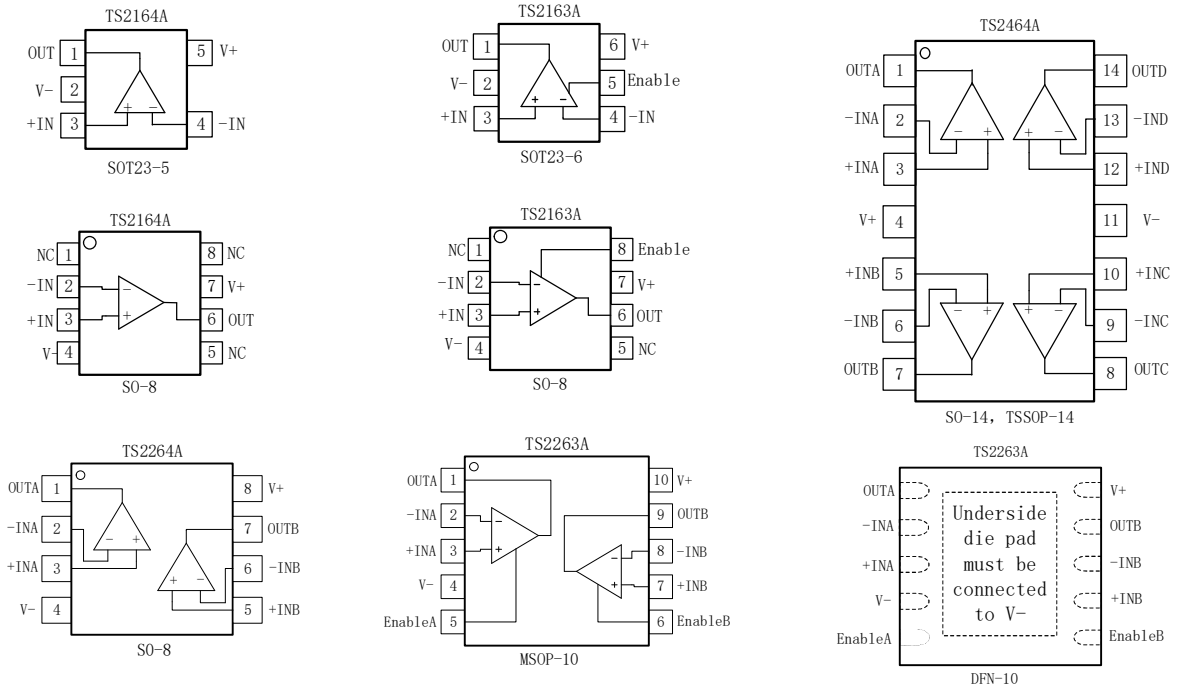 TS2164A
OUT 1 5 V+
V- 2
+ -
+IN 3 4 -IN
SOT23-5
TS2163A
OUT 1 6 V+
V- 2 5 Enable
+ -
+IN 3 4 -IN
SOT23-6
TS2464A
OUTA 1 14 OUTD
-INA 2 13 -IND
- + + -
+INA 3 12 +IND
V+ 4 11 V-
+INB 5 10 +INC
- + + -
-INB 6 9 -INC
OUTB 7 8 OUTC
SO-14, TSSOP-14
TS2164A
NC 1 8 NC
-IN 2 - 7 V+
+IN 3 + 6 OUT
V- 4 5 NC
SO-8
TS2163A
NC 1 8 Enable
-IN 2 - 7 V+
+IN 3 + 6 OUT
V- 4 5 NC
SO-8
TS2264A
OUTA 1 8 V+
-INA 2 7 OUTB
- +
+INA 3 6 -INB
+ -
V- 4 5 +INB
SO-8
TS2263A
OUTA 1 10 V+
-INA 2 - 9 OUTB
+INA 3 + - 8 -INB
V- 4 + 7 +INB
EnableA 5 6 EnableB
MSOP-10
TS2263A
OUTA V+
-INA OUTB
+INA -INB
V- +INB
EnableA EnableB
Underside
die pad
must be
connected
to V-
DFN-10